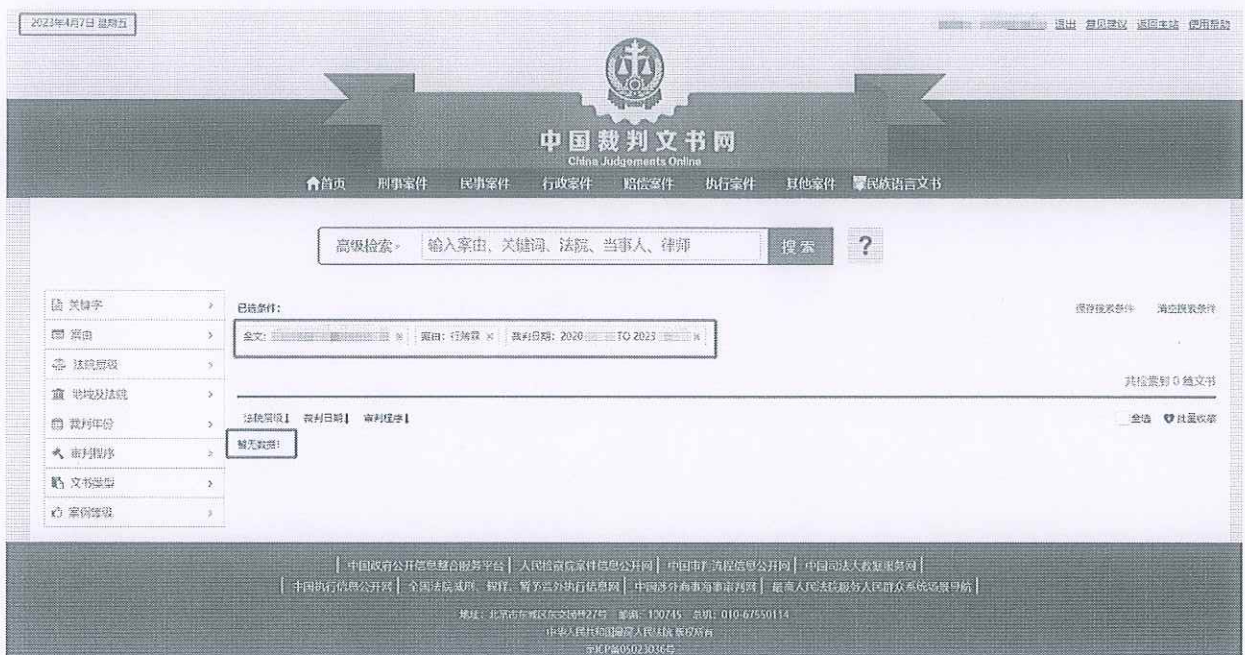 2023年4月7日 星期五
退出 意见建议 返回主站 使用帮助
中国裁判文书网
China Judgements Online
首页 刑事案件 民事案件 行政案件 赔偿案件 执行案件 其他案件 民族语言文书
高级检索 输入案由、关键词、法院、当事人、律师 搜索 ?
关键字
案由
法院层级
地域及法院
裁判年份
审判程序
文书类型
案例等级
已选条件:
保存搜索条件 清空搜索条件
全文: × 案由: 行贿罪 × 裁判日期: 2020 TO 2023 ×
共检索到 0 篇文书
法院层级 裁判日期 审判程序
全选 批量收藏
暂无数据!
中国政府公开信息整合服务平台 | 人民检察院案件信息公开网 | 中国审判流程信息公开网 | 中国司法大数据服务网
中国执行信息公开网 | 全国法院减刑、假释、暂予监外执行信息网 | 中国涉外商事海事审判网 | 最高人民法院服务人民群众系统场景导航
地址: 北京市东城区东交民巷27号 邮编: 100745 总机: 010-67550114
中华人民共和国最高人民法院 版权所有
京ICP备05023036号